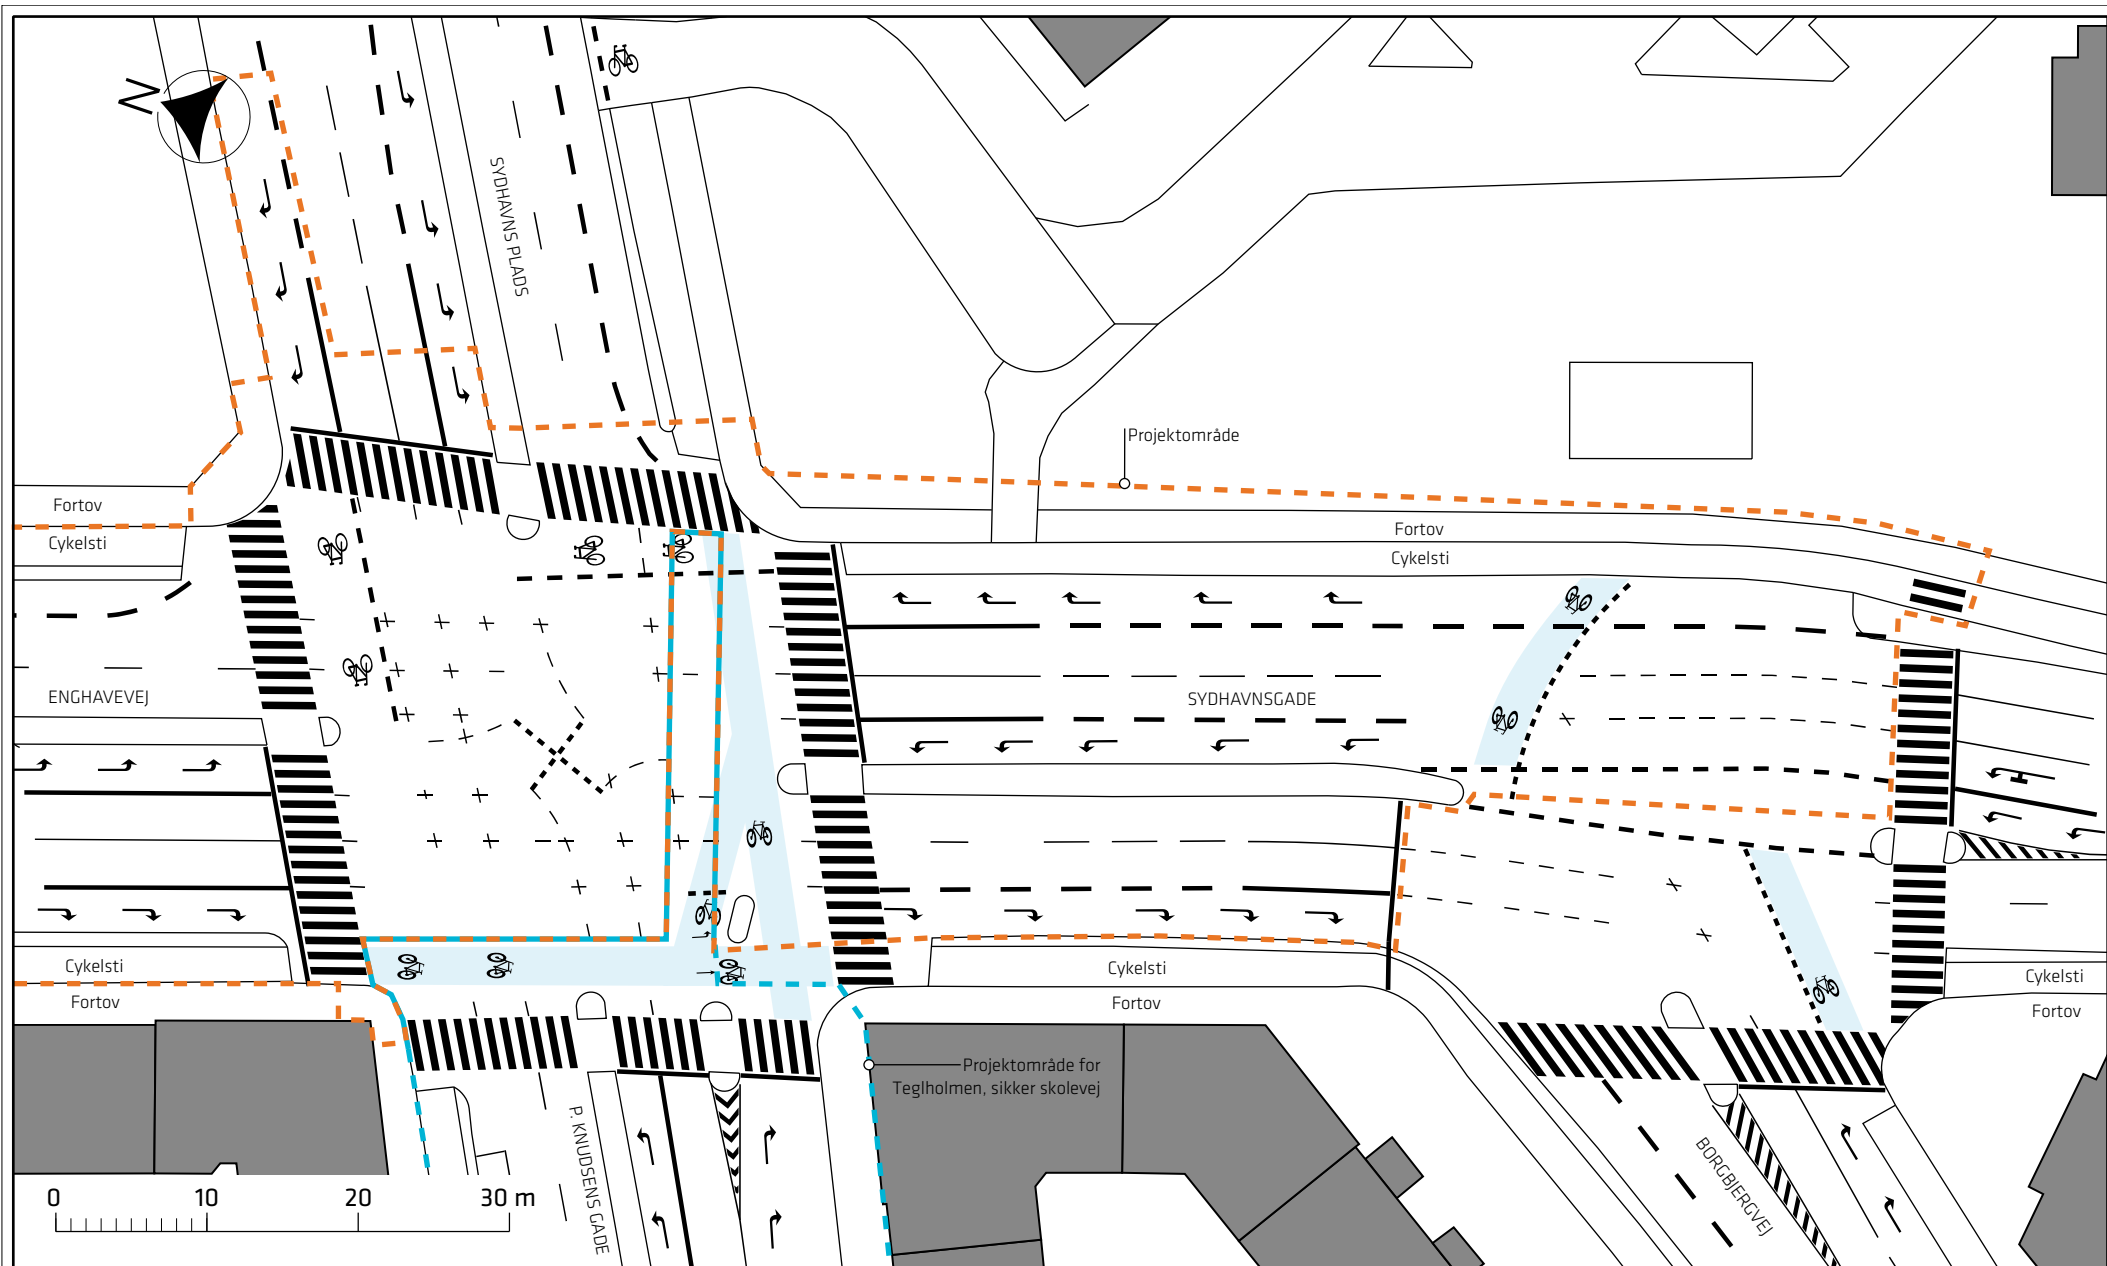 N
SYDHAVNS PLADS
Projektområde
Fortov
Cykelsti
Fortov
Cykelsti
ENGHAVEVEJ
SYDHAVNSGADE
Cykelsti
Fortov
Cykelsti
Fortov
Cykelsti
Fortov
Projektområde for
Teglholmen, sikker skolevej
P. KNUDSENS GADE
BORGBJERGVEJ
0 10 20 30 m